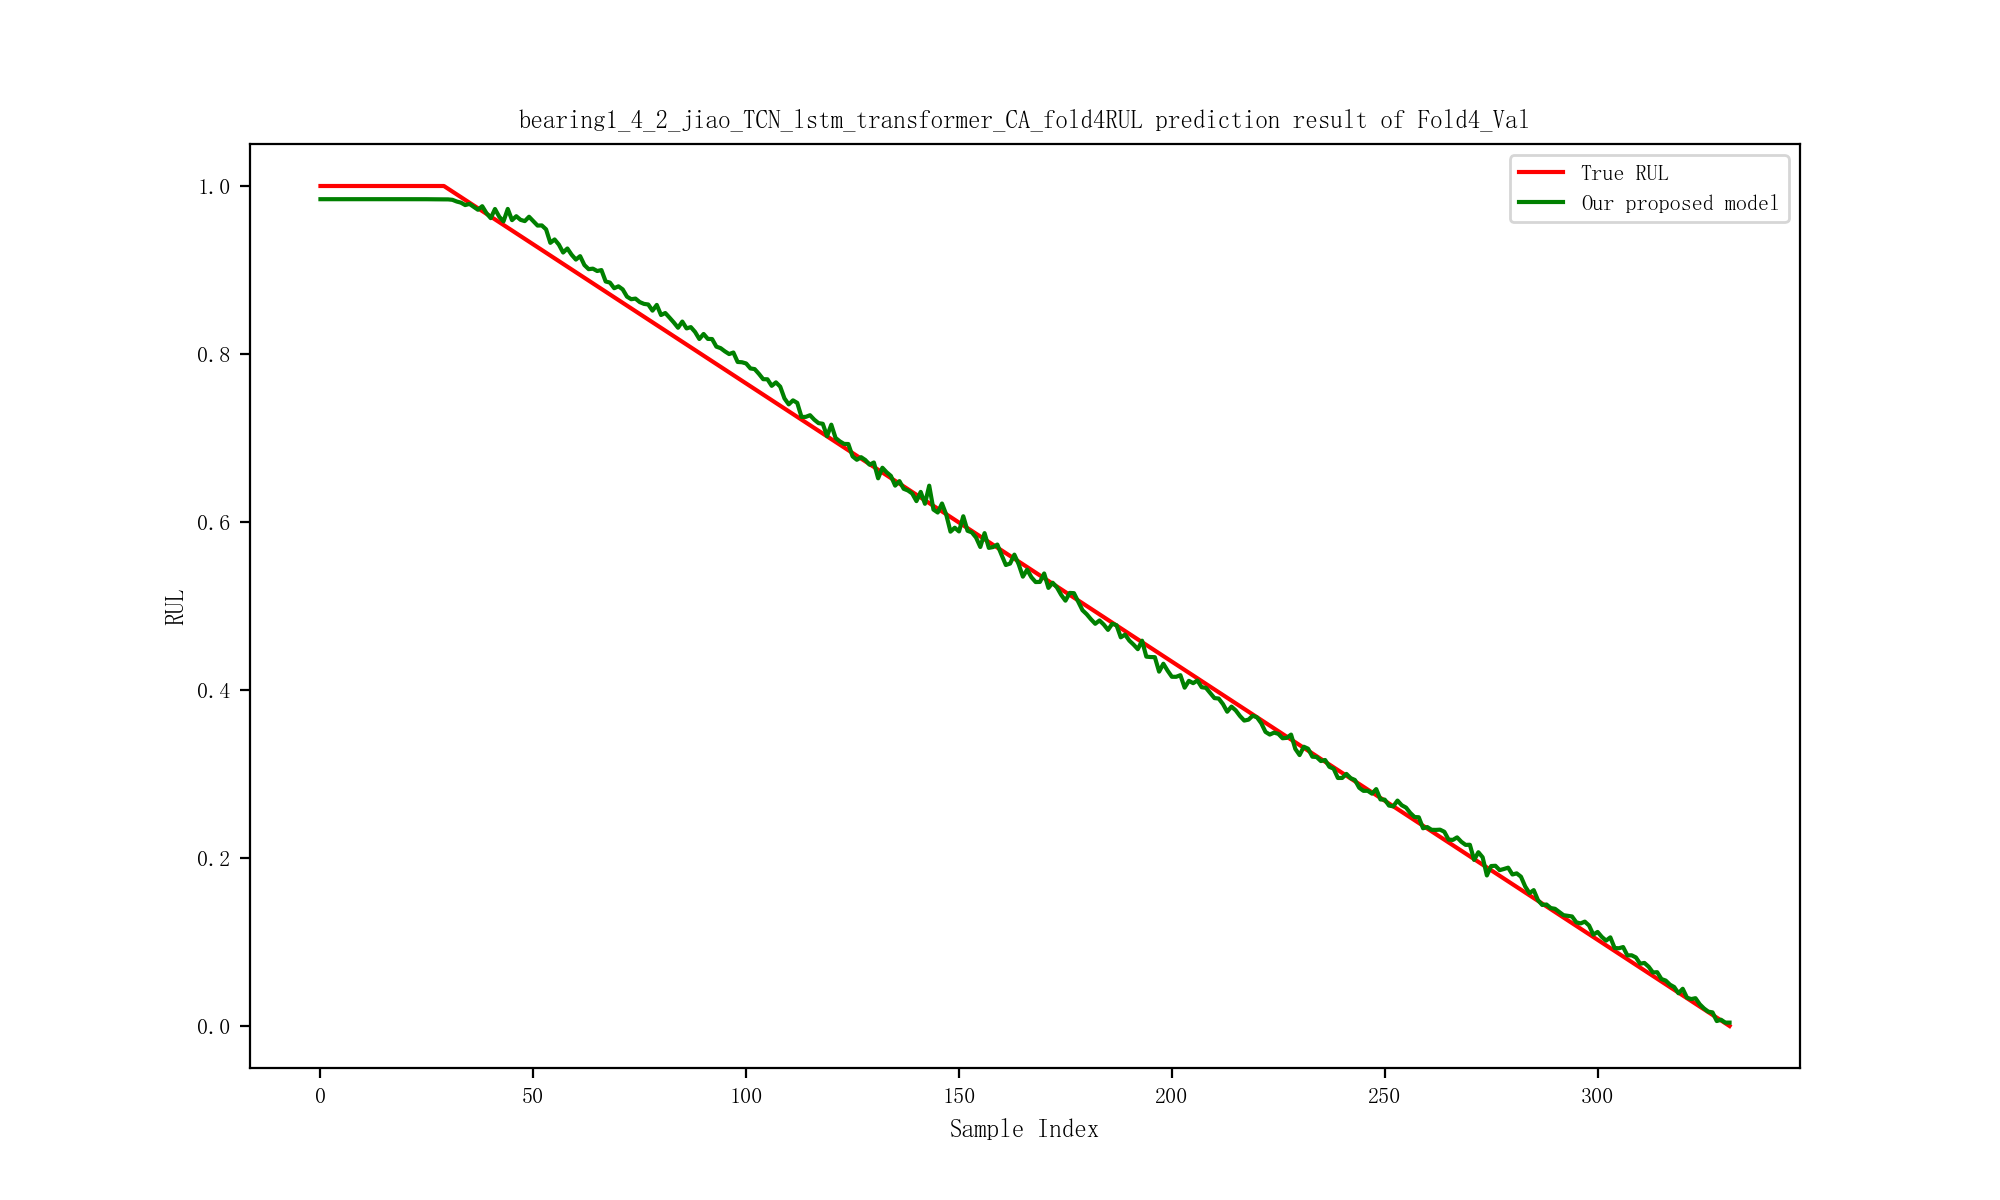 bearing1_4_2_jiao_TCN_lstm_transformer_CA_fold4RUL prediction result of Fold4_Val
True RUL
Our proposed model
1.0
0.8
0.6
0.4
0.2
0.0
RUL
0 50 100 150 200 250 300
Sample Index